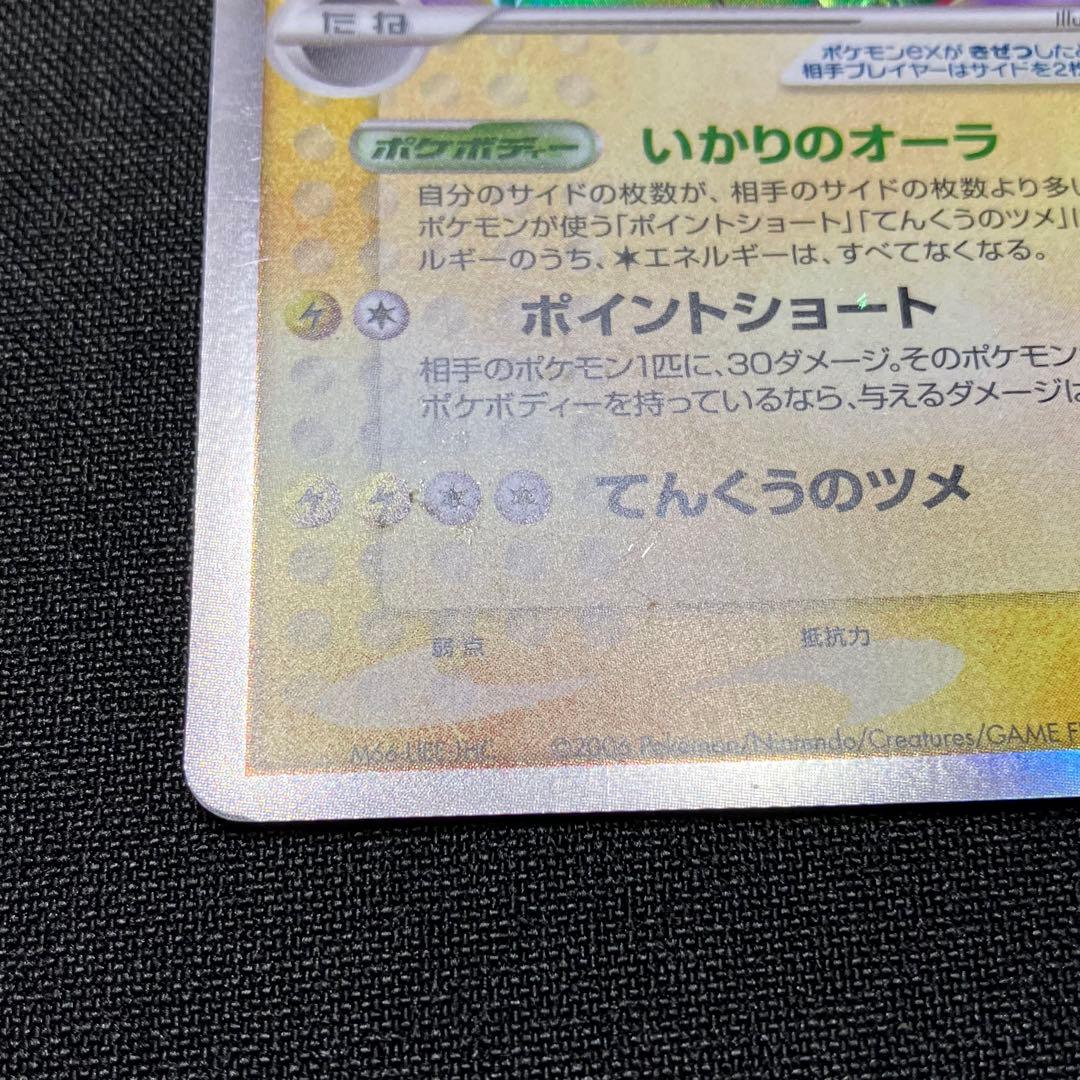 たね
illu
ポケモンexが きぜつしたと
相手プレイヤーはサイドを2枚
ポケボディー いかりのオーラ
自分のサイドの枚数が、相手のサイドの枚数より多い
ポケモンが使う「ポイントショート」「てんくうのツメ」に
ルギーのうち、エネルギーは、すべてなくなる。
ポイントショート
相手のポケモン1匹に、30ダメージ。そのポケモン
ポケボディーを持っているなら、与えるダメージは
てんくうのツメ
弱点 抵抗力
©2006 Pokémon/Nintendo/Creatures/GAME F